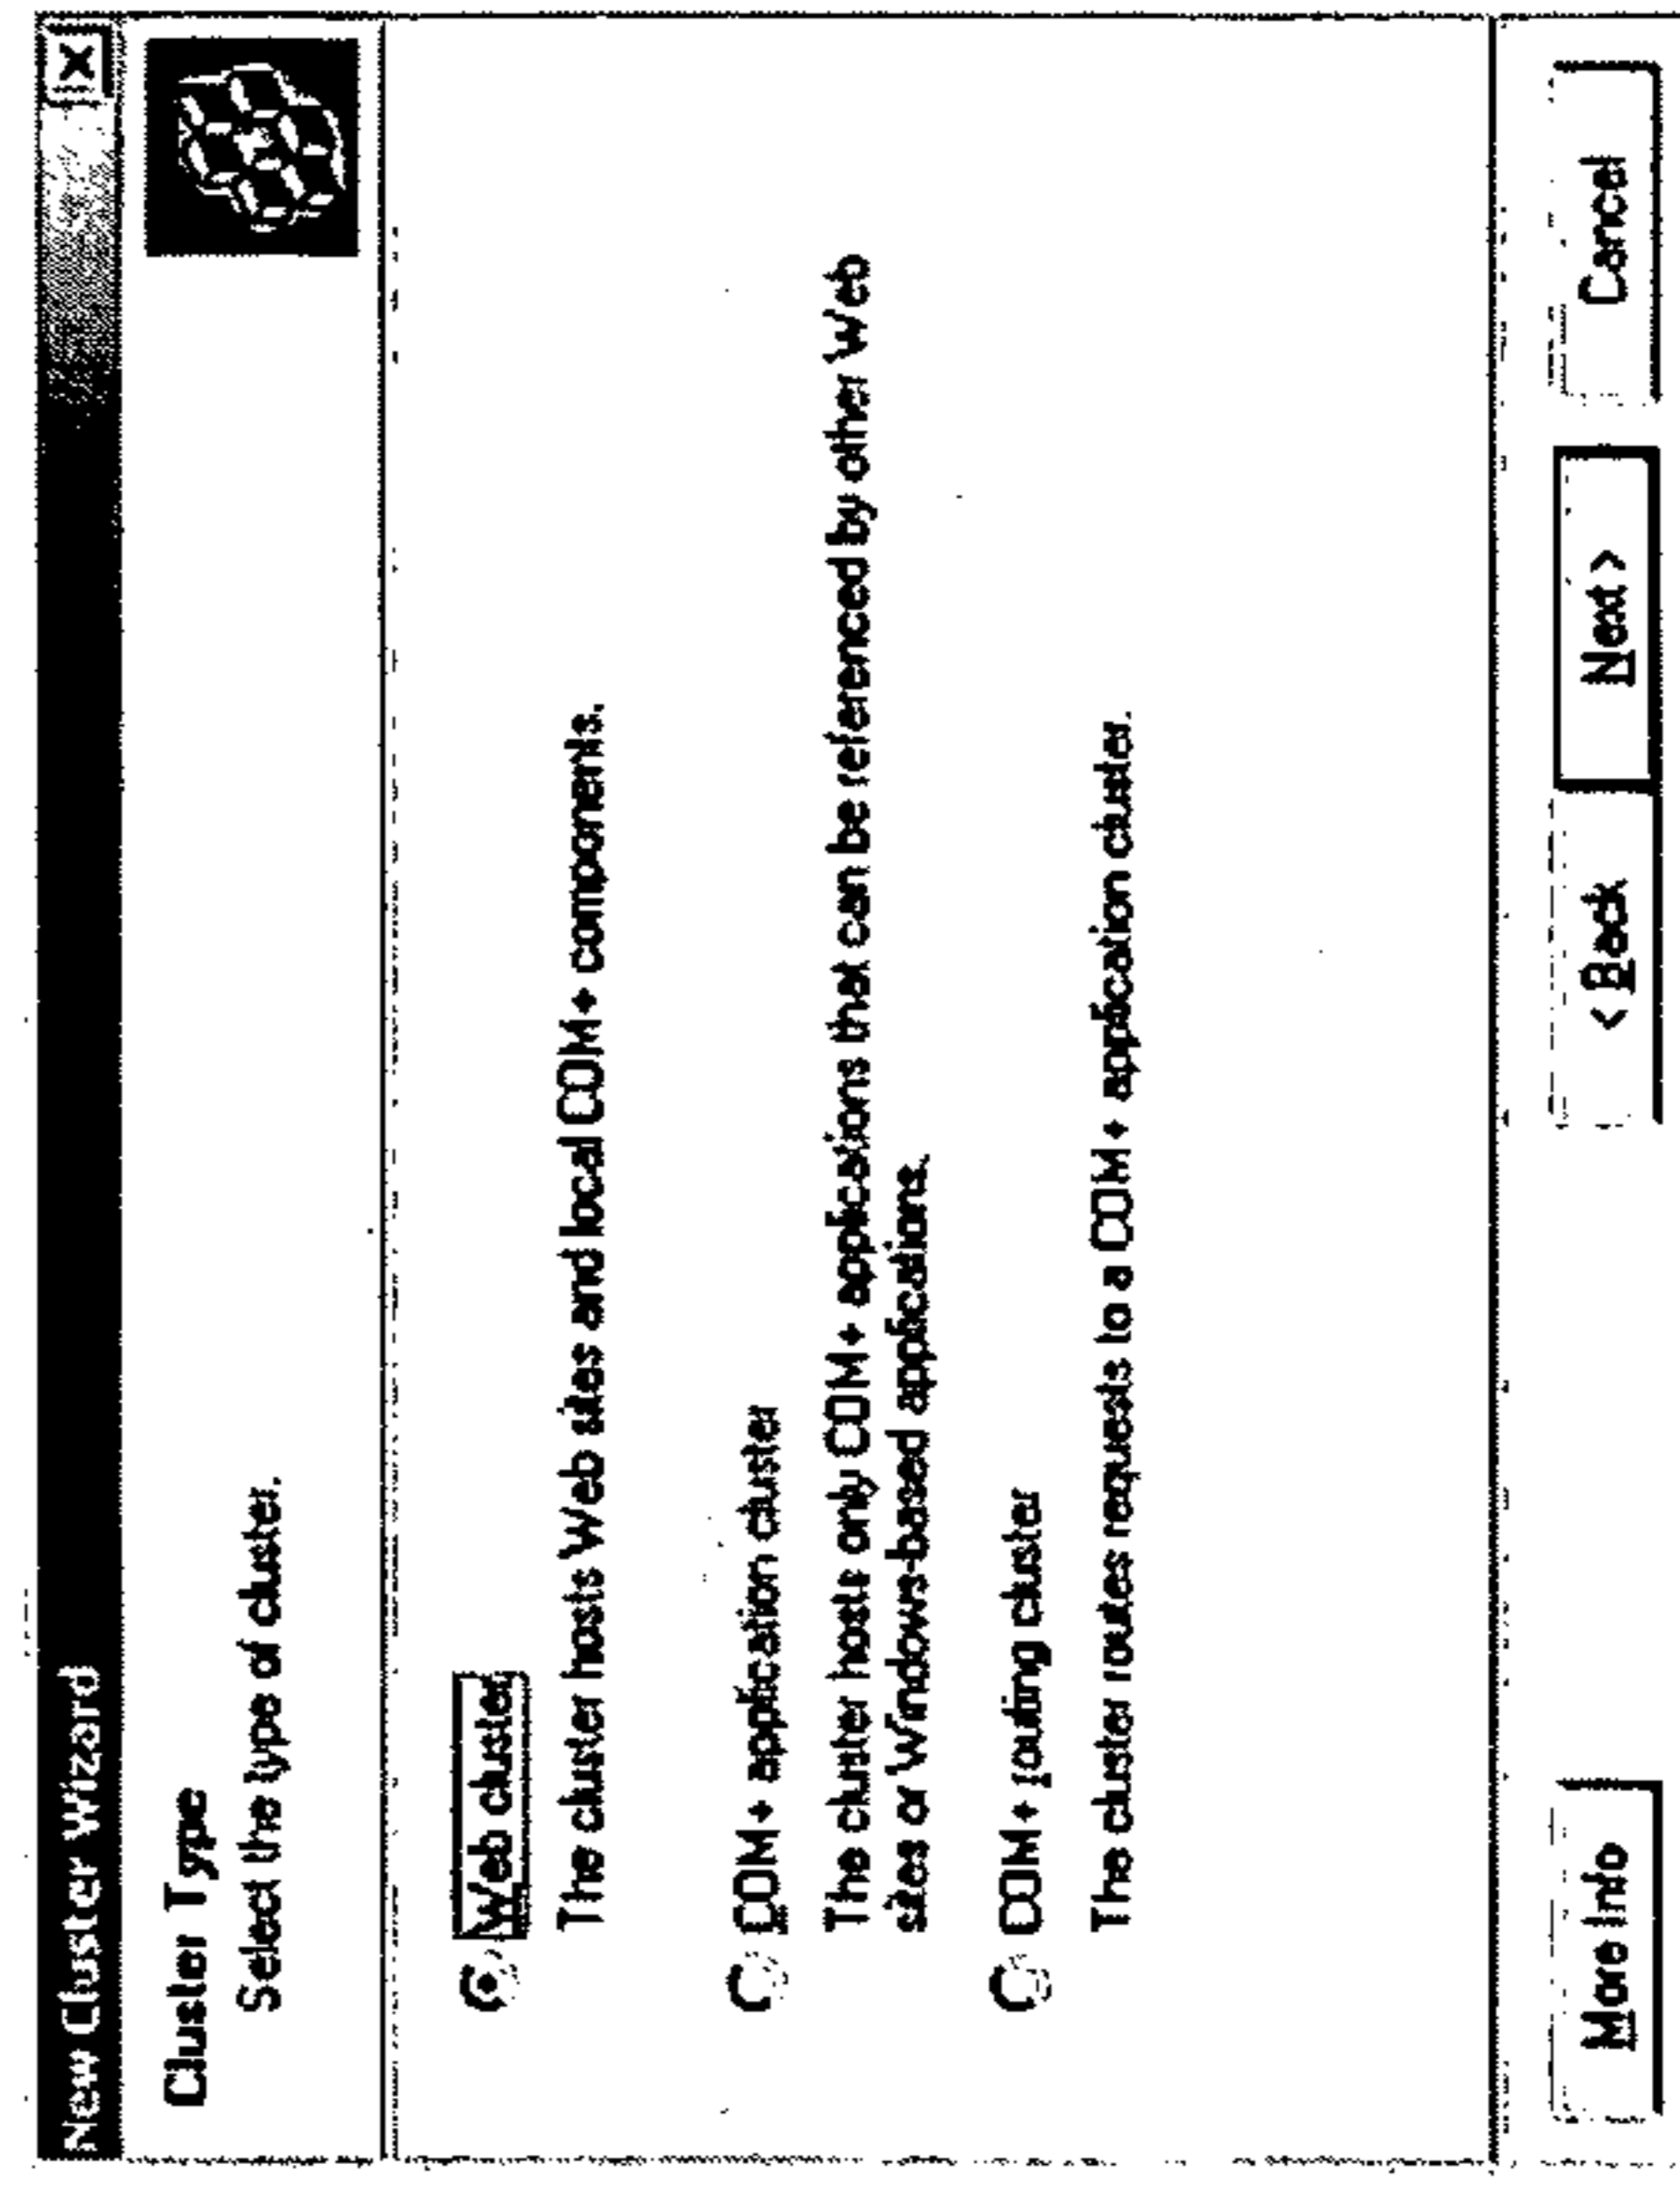 New Cluster Wizard
Cluster Type
Select the type of cluster.
Web cluster
The cluster hosts Web sites and local COM+ components.
COM+ application cluster
The cluster hosts only COM+ applications that can be referenced by other Web
sites or Windows-based applications.
COM+ routing cluster
The cluster routes requests to a COM+ application cluster.
More Info
< Back
Next >
Cancel